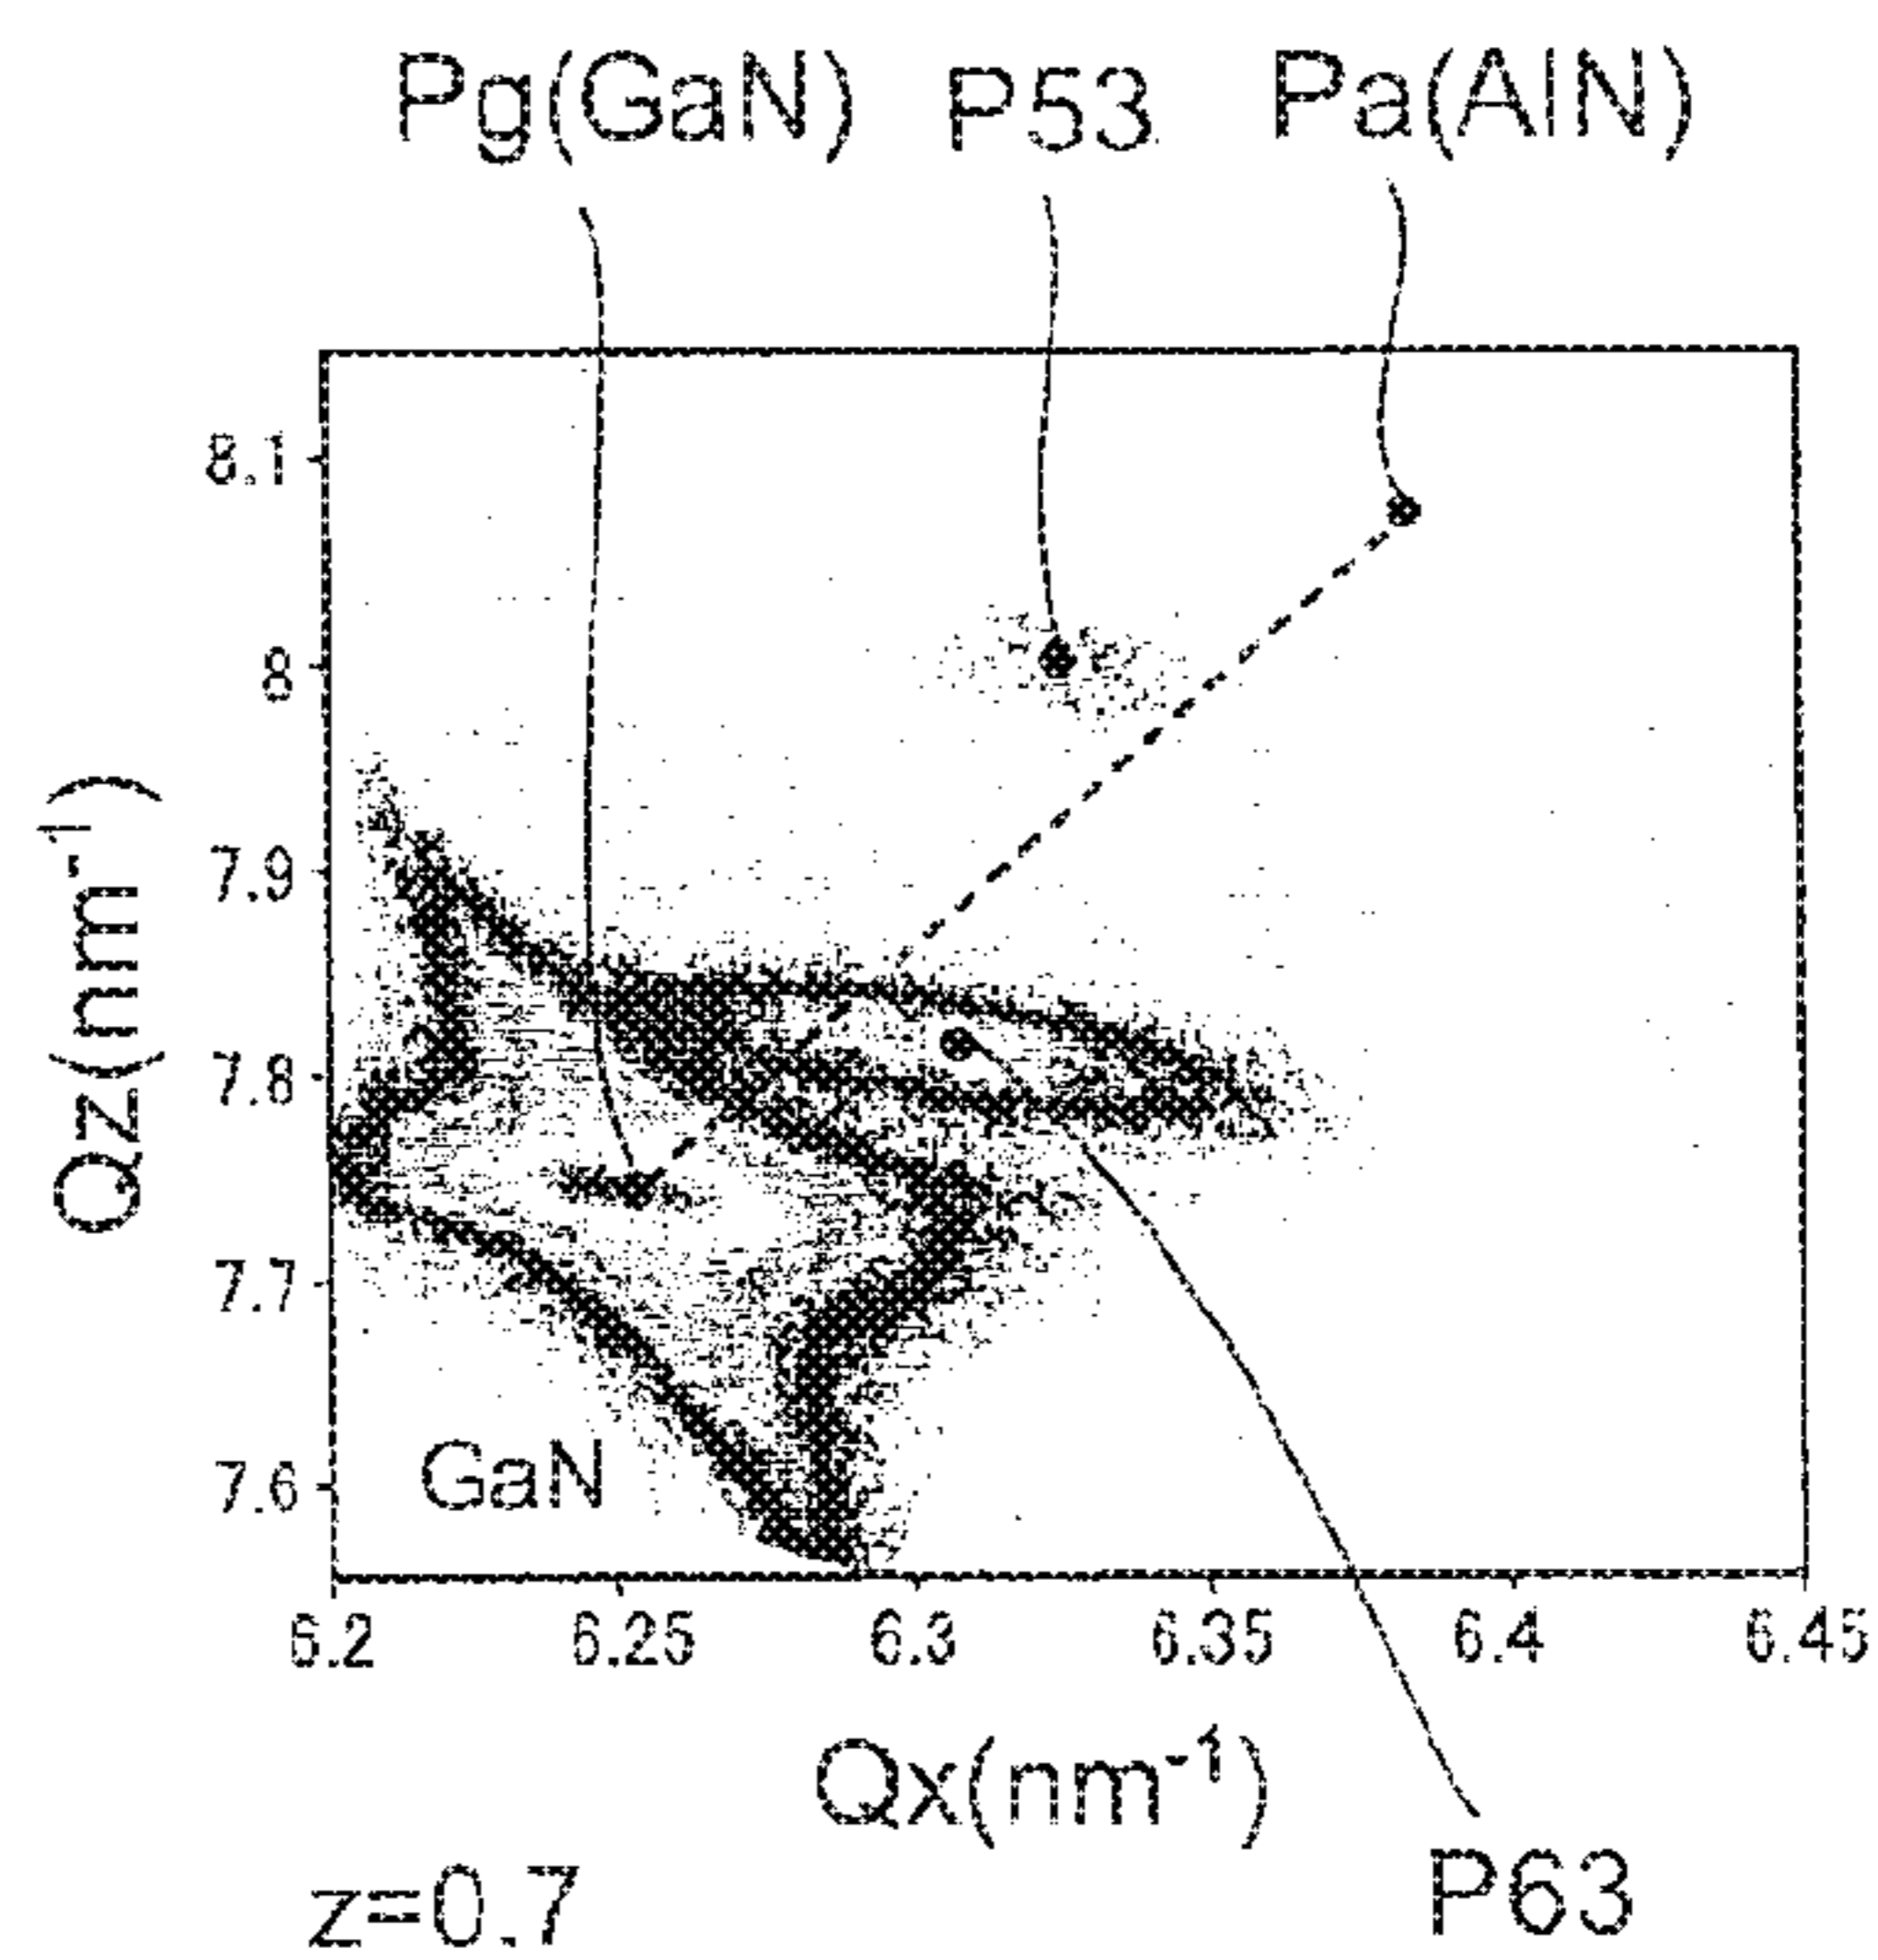 Pg(GaN) P53 Pa(AlN)
8.1
8
7.9
7.8
7.7
7.6
Qz(nm⁻¹)
GaN
6.2 6.25 6.3 6.35 6.4 6.45
Qx(nm⁻¹)
z=0.7
P63